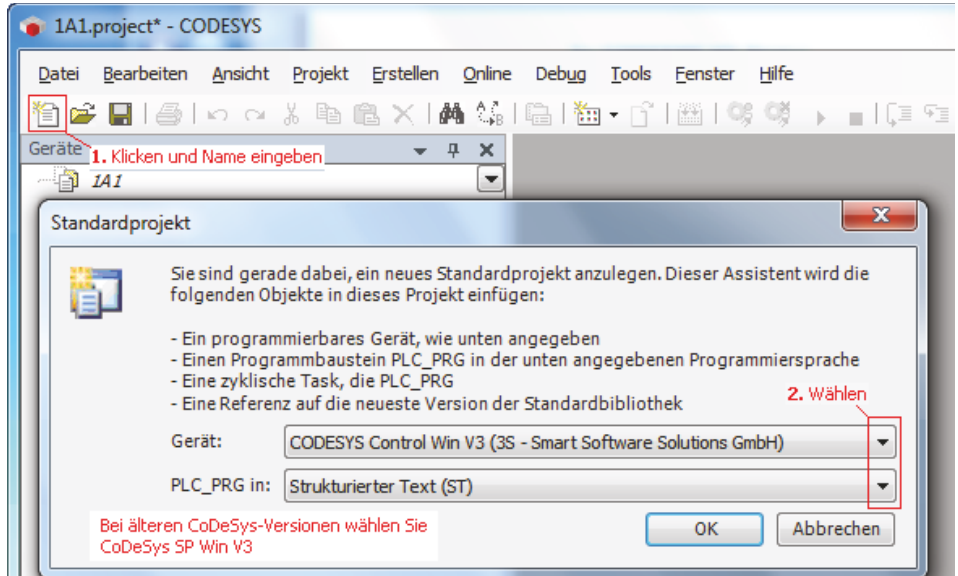 1A1.project* - CODESYS
Datei Bearbeiten Ansicht Projekt Erstellen Online Debug Tools Fenster Hilfe
Geräte
1. Klicken und Name eingeben
1A1
Standardprojekt
Sie sind gerade dabei, ein neues Standardprojekt anzulegen. Dieser Assistent wird die
folgenden Objekte in dieses Projekt einfügen:
- Ein programmierbares Gerät, wie unten angegeben
- Einen Programmbaustein PLC_PRG in der unten angegebenen Programmiersprache
- Eine zyklische Task, die PLC_PRG
- Eine Referenz auf die neueste Version der Standardbibliothek
2. Wählen
Gerät: CODESYS Control Win V3 (3S - Smart Software Solutions GmbH)
PLC_PRG in: Strukturierter Text (ST)
Bei älteren CoDeSys-Versionen wählen Sie
CoDeSys SP Win V3
OK Abbrechen